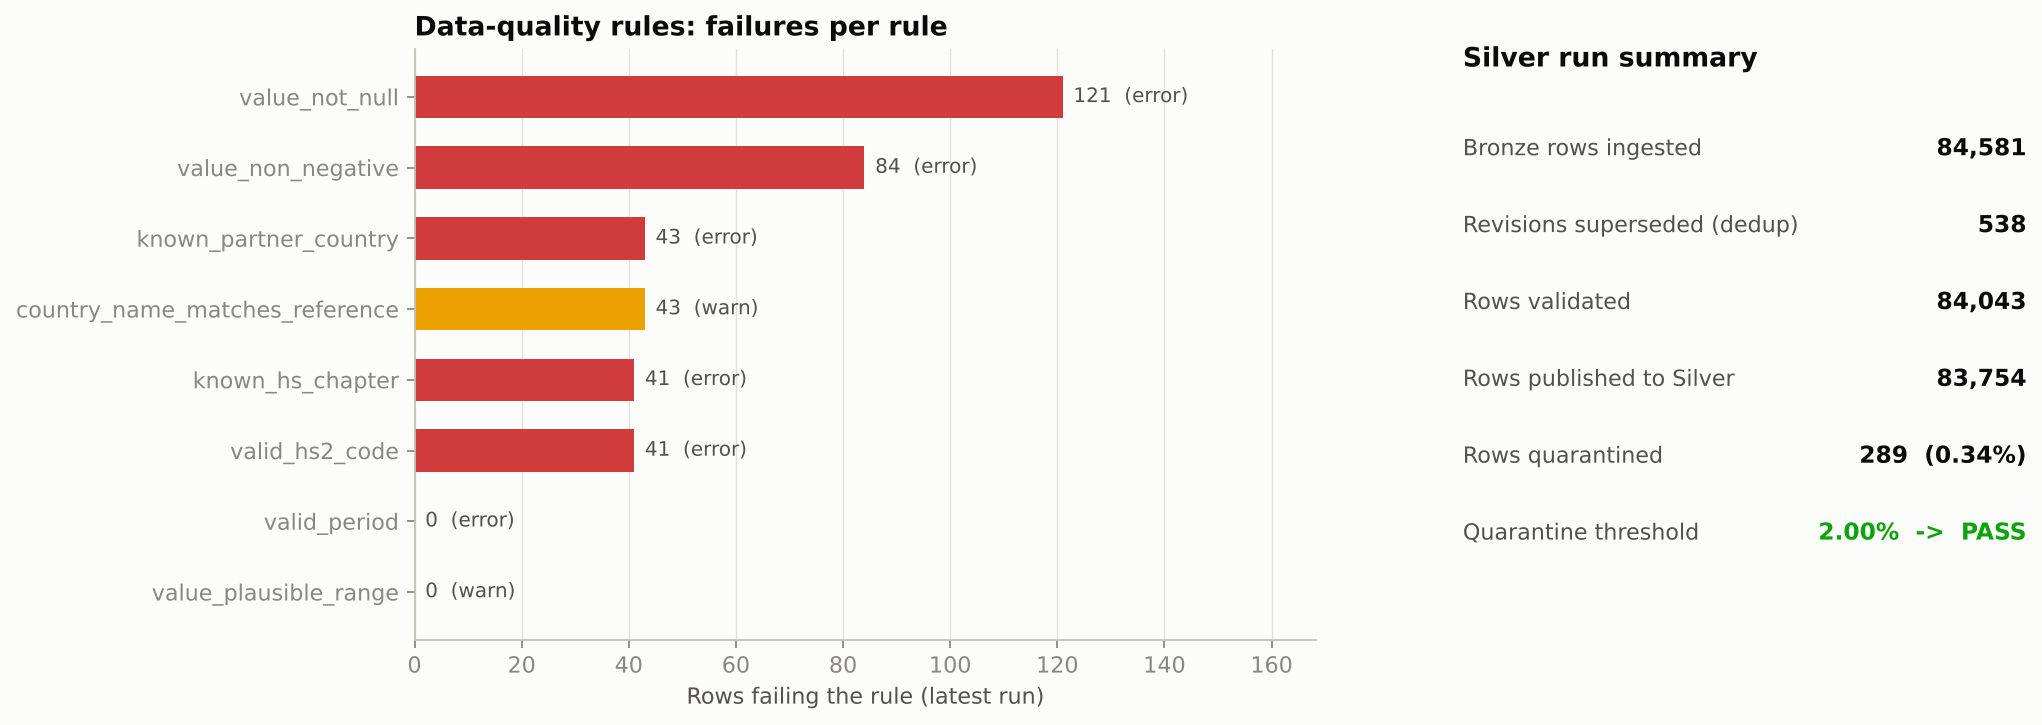 Data-quality rules: failures per rule
value_not_null 121 (error)
value_non_negative 84 (error)
known_partner_country 43 (error)
country_name_matches_reference 43 (warn)
known_hs_chapter 41 (error)
valid_hs2_code 41 (error)
valid_period 0 (error)
value_plausible_range 0 (warn)
0 20 40 60 80 100 120 140 160
Rows failing the rule (latest run)
Silver run summary
Bronze rows ingested 84,581
Revisions superseded (dedup) 538
Rows validated 84,043
Rows published to Silver 83,754
Rows quarantined 289 (0.34%)
Quarantine threshold 2.00% -> PASS